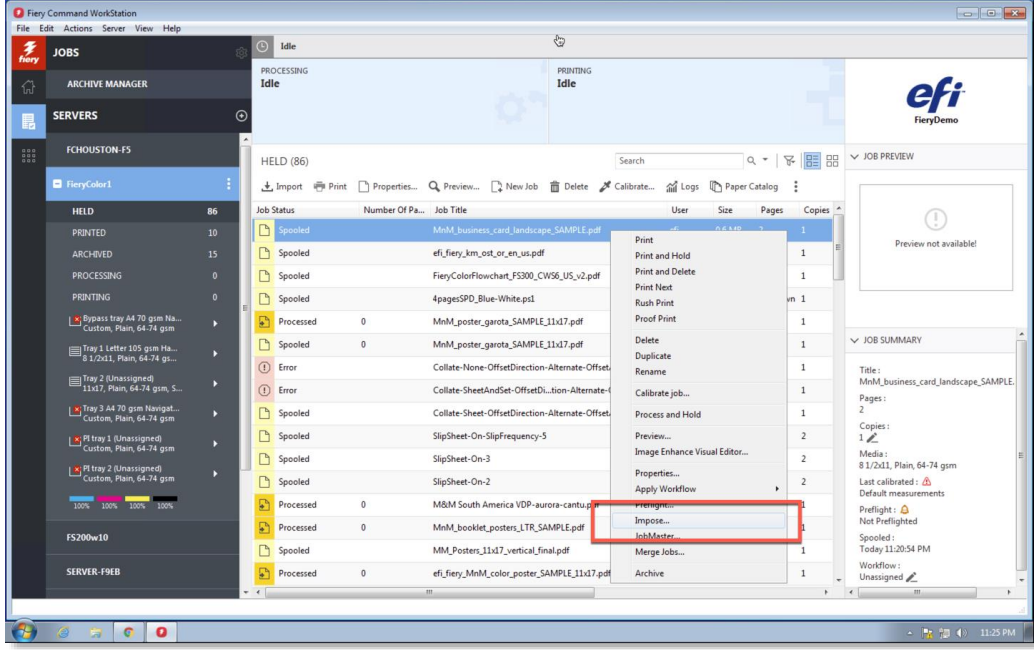 Fiery Command WorkStation
File Edit Actions Server View Help
fiery
JOBS
Idle
ARCHIVE MANAGER
PROCESSING
Idle
PRINTING
Idle
efi
FieryDemo
SERVERS
FCHOUSTON-F5
FieryColor1
HELD 86
PRINTED 10
ARCHIVED 15
PROCESSING 0
PRINTING 0
Bypass tray A4 70 gsm Na...
Custom, Plain, 64-74 gsm
Tray 1 Letter 105 gsm Ha...
8 1/2x11, Plain, 64-74 gs...
Tray 2 (Unassigned)
11x17, Plain, 64-74 gsm, S...
Tray 3 A4 70 gsm Navigat...
Custom, Plain, 64-74 gsm
PI tray 1 (Unassigned)
Custom, Plain, 64-74 gsm
PI tray 2 (Unassigned)
Custom, Plain, 64-74 gsm
100% 100% 100% 100%
FS200w10
SERVER-F9EB
HELD (86)
Search
Import Print Properties... Preview... New Job Delete Calibrate... Logs Paper Catalog
Job Status Number Of Pa... Job Title User Size Pages Copies
Spooled MnM_business_card_landscape_SAMPLE.pdf efi 0.6 MB 2 1
Spooled efi_fiery_km_ost_or_en_us.pdf 1
Spooled FieryColorFlowchart_FS300_CWS6_US_v2.pdf 1
Spooled 4pagesSPD_Blue-White.ps1 wn 1
Processed 0 MnM_poster_garota_SAMPLE_11x17.pdf 1
Spooled 0 MnM_poster_garota_SAMPLE_11x17.pdf 1
Error Collate-None-OffsetDirection-Alternate-Offset 1
Error Collate-SheetAndSet-OffsetDi...tion-Alternate- 1
Spooled Collate-Sheet-OffsetDirection-Alternate-Offset 1
Spooled SlipSheet-On-SlipFrequency-5 2
Spooled SlipSheet-On-3 2
Spooled SlipSheet-On-2 2
Processed 0 M&M South America VDP-aurora-cantu.pdf 1
Processed 0 MnM_booklet_posters_LTR_SAMPLE.pdf 1
Spooled MM_Posters_11x17_vertical_final.pdf 1
Processed 0 efi_fiery_MnM_color_poster_SAMPLE_11x17.pdf 1
Print
Print and Hold
Print and Delete
Print Next
Rush Print
Proof Print
Delete
Duplicate
Rename
Calibrate job...
Process and Hold
Preview...
Image Enhance Visual Editor...
Properties...
Apply Workflow
Preflight...
Impose...
JobMaster...
Merge Jobs...
Archive
JOB PREVIEW
Preview not available!
JOB SUMMARY
Title :
MnM_business_card_landscape_SAMPLE.
Pages :
2
Copies :
1
Media :
8 1/2x11, Plain, 64-74 gsm
Last calibrated :
Default measurements
Preflight :
Not Preflighted
Spooled :
Today 11:20:54 PM
Workflow :
Unassigned
11:25 PM